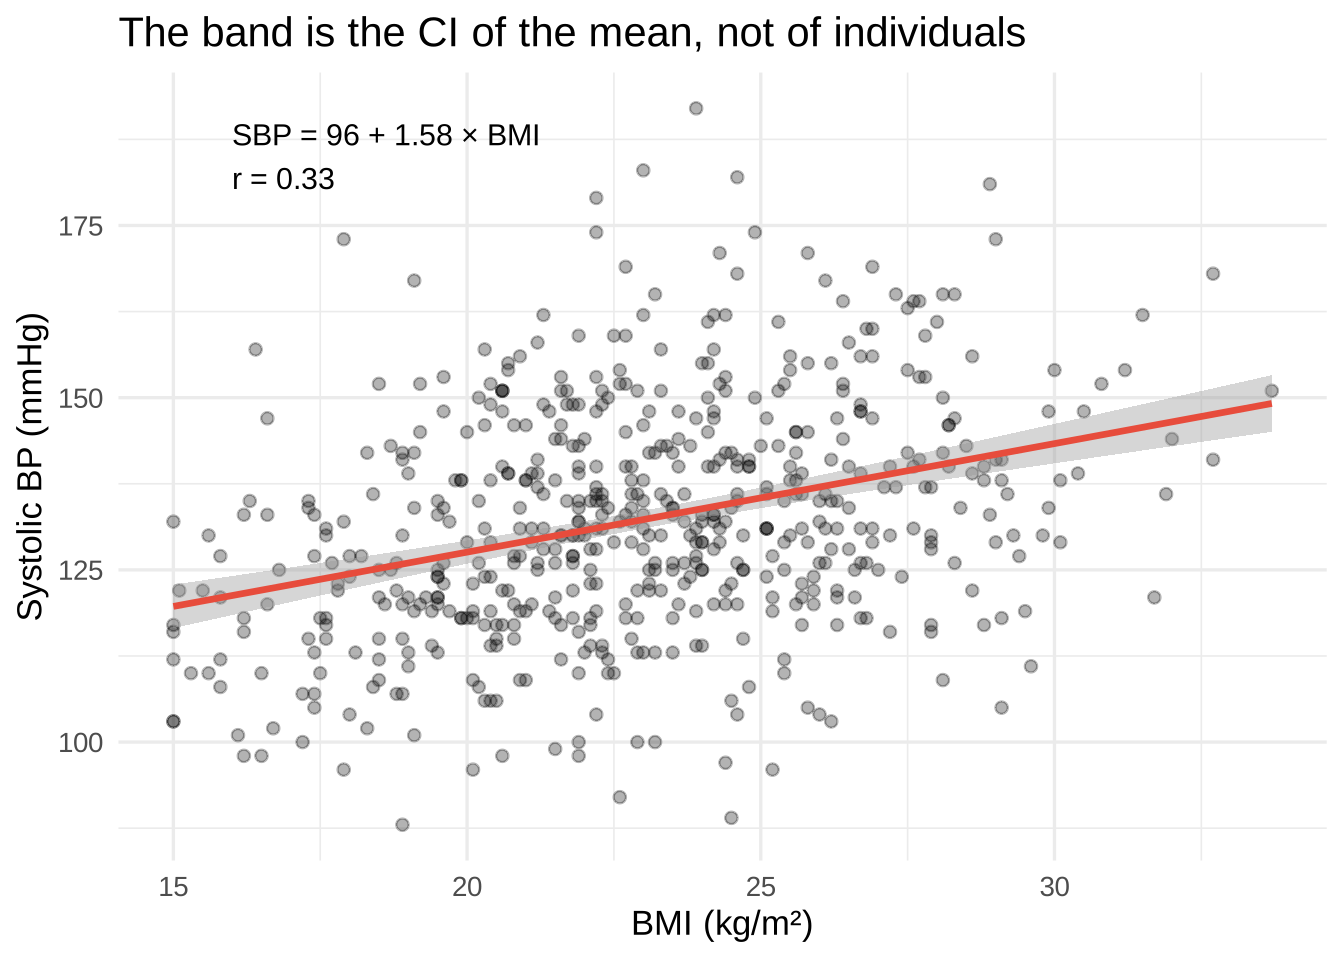 The band is the CI of the mean, not of individuals
SBP = 96 + 1.58 × BMI
r = 0.33
175
150
125
100
Systolic BP (mmHg)
15 20 25 30
BMI (kg/m²)